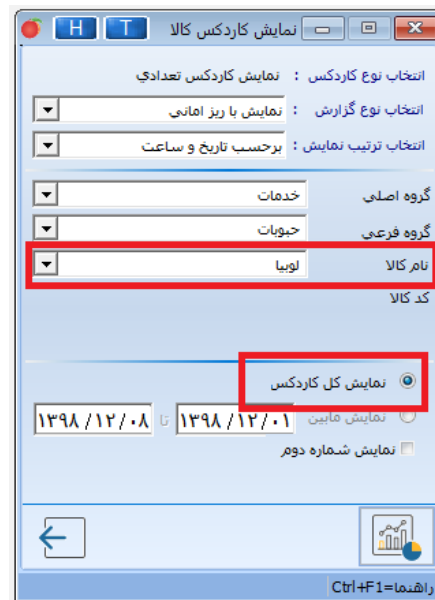 نمایش کاردکس کالا T H
انتخاب نوع کاردکس : نمایش کاردکس تعدادي
انتخاب نوع گزارش : نمایش با ریز امانی
انتخاب ترتیب نمایش : برحسب تاریخ و ساعت
گروه اصلی خدمات
گروه فرعی حبوبات
نام کالا لوبیا
کد کالا
نمایش کل کاردکس
نمایش مابین ۱۳۹۸/۱۲/۰۱ تا ۱۳۹۸/۱۲/۰۸
نمایش شماره دوم
راهنما=Ctrl+F1